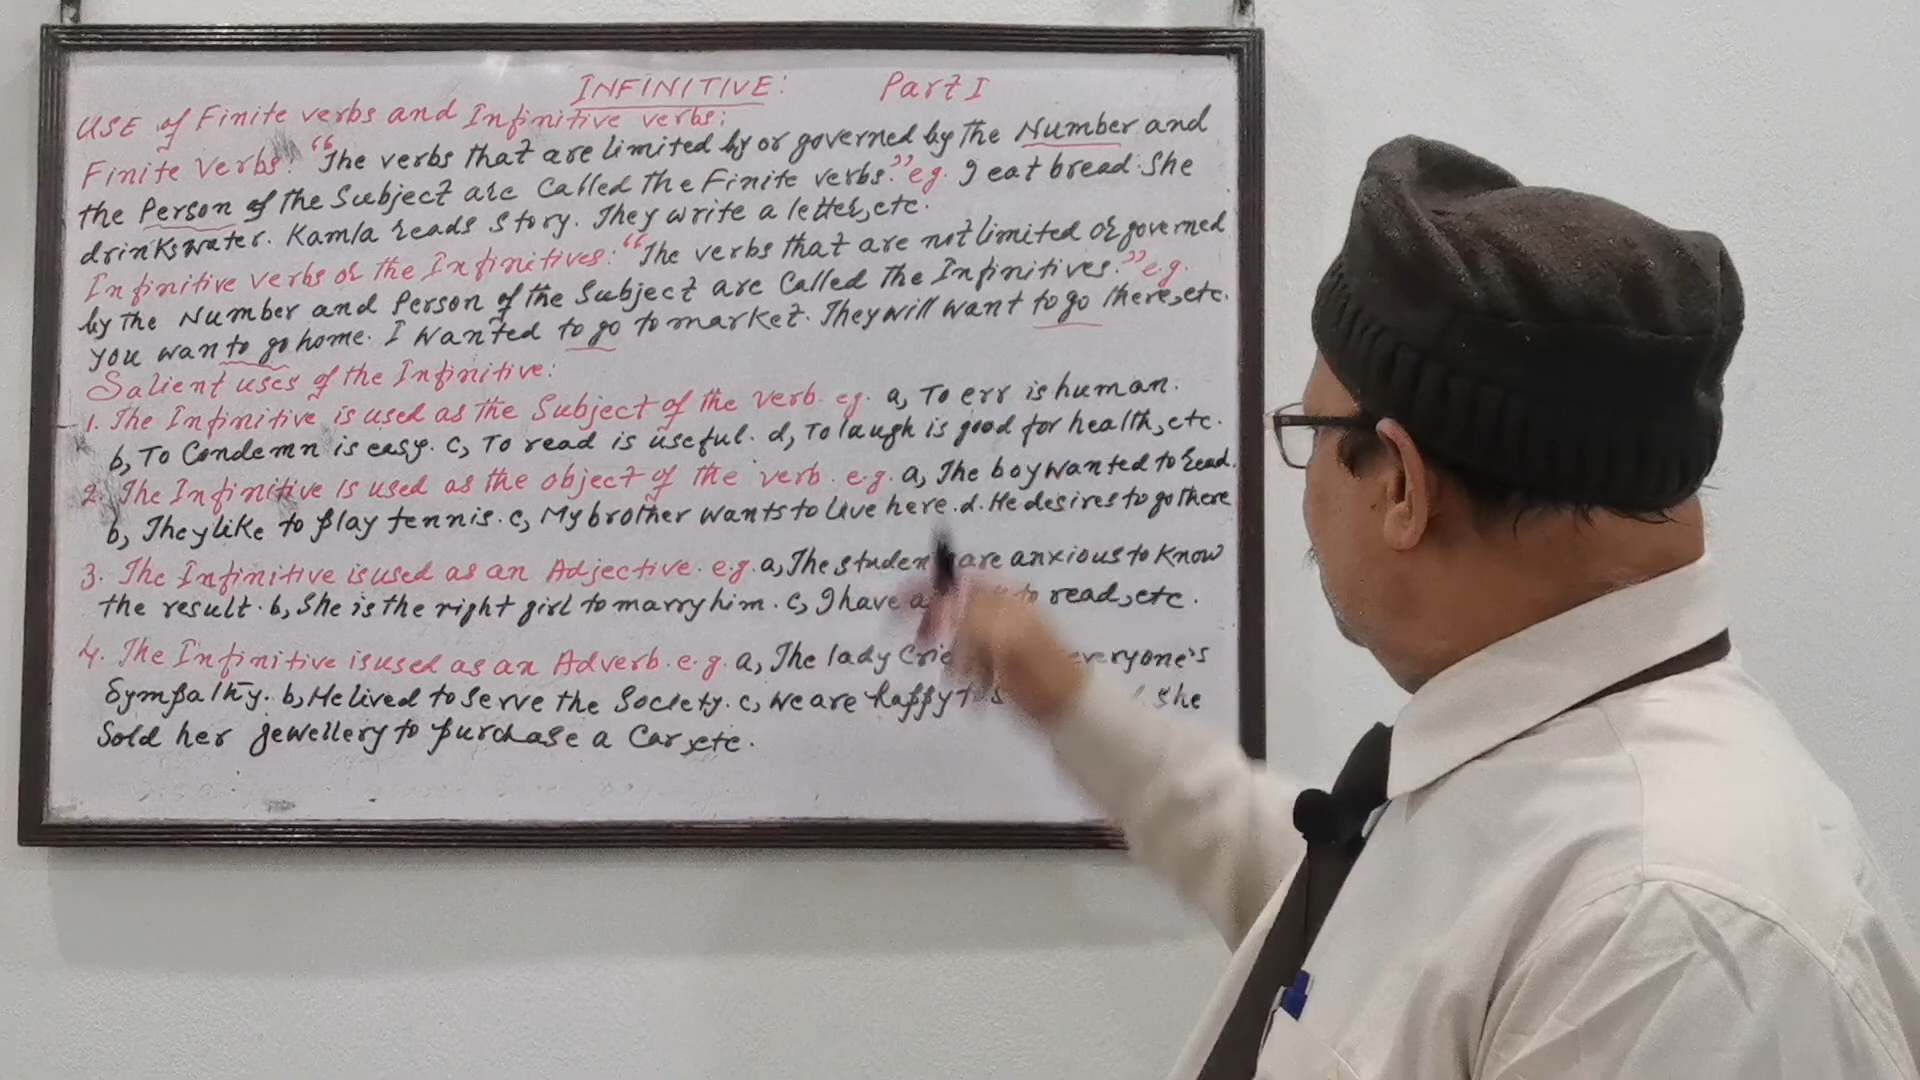 INFINITIVE: Part I
USE of Finite verbs and Infinitive verbs:
Finite Verbs: "The verbs that are limited by or governed by the Number and
the Person of the Subject are Called The Finite verbs." eg. I eat bread. She
drinks water. Kamla reads story. They write a letter, etc.
Infinitive verbs or the Infinitives: "The verbs that are not limited or governed
by the Number and Person of the Subject are Called The Infinitives." e.g.
you want to go home. I wanted to go to market. They will want to go there, etc.
Salient uses of the Infinitive:
1. The Infinitive is used as the Subject of the verb. eg. a, To err is human.
b, To Condemn is easy. c, To read is useful. d, To laugh is good for health, etc.
2. The Infinitive is used as the object of the verb. e.g. a, The boy wanted to read.
b, They like to play tennis. c, My brother wants to live here. d. He desires to go there
3. The Infinitive is used as an Adjective. e.g. a, The studen are anxious to know
the result. b, She is the right girl to marry him. c, I have a to read, etc.
4. The Infinitive is used as an Adverb. e.g. a, The lady Crie everyone's
Sympathy. b, He lived to serve the Society. c, we are happy to s She
Sold her jewellery to purchase a Car, etc.